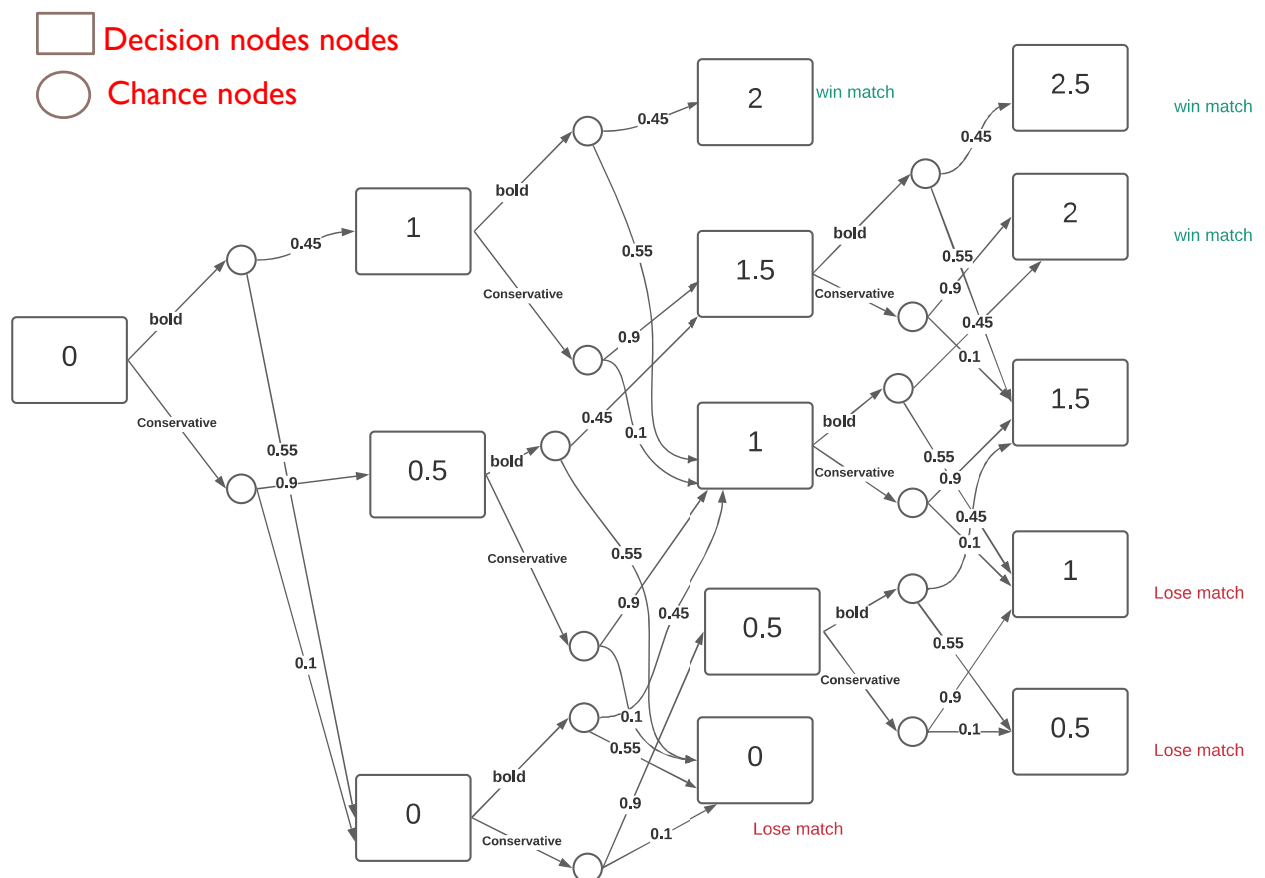 Decision nodes nodes
Chance nodes
0
bold
Conservative
0.45
0.55
0.9
0.1
1
bold
Conservative
0.45
0.55
0.9
0.1
0.5
bold
Conservative
0.45
0.55
0.9
0.1
0
bold
Conservative
0.45
0.55
0.9
0.1
2
win match
1.5
bold
Conservative
0.45
0.55
0.9
0.1
1
bold
Conservative
0.45
0.55
0.9
0.1
0.5
bold
Conservative
0.45
0.55
0.9
0.1
0
Lose match
2.5
win match
2
win match
1.5
1
Lose match
0.5
Lose match